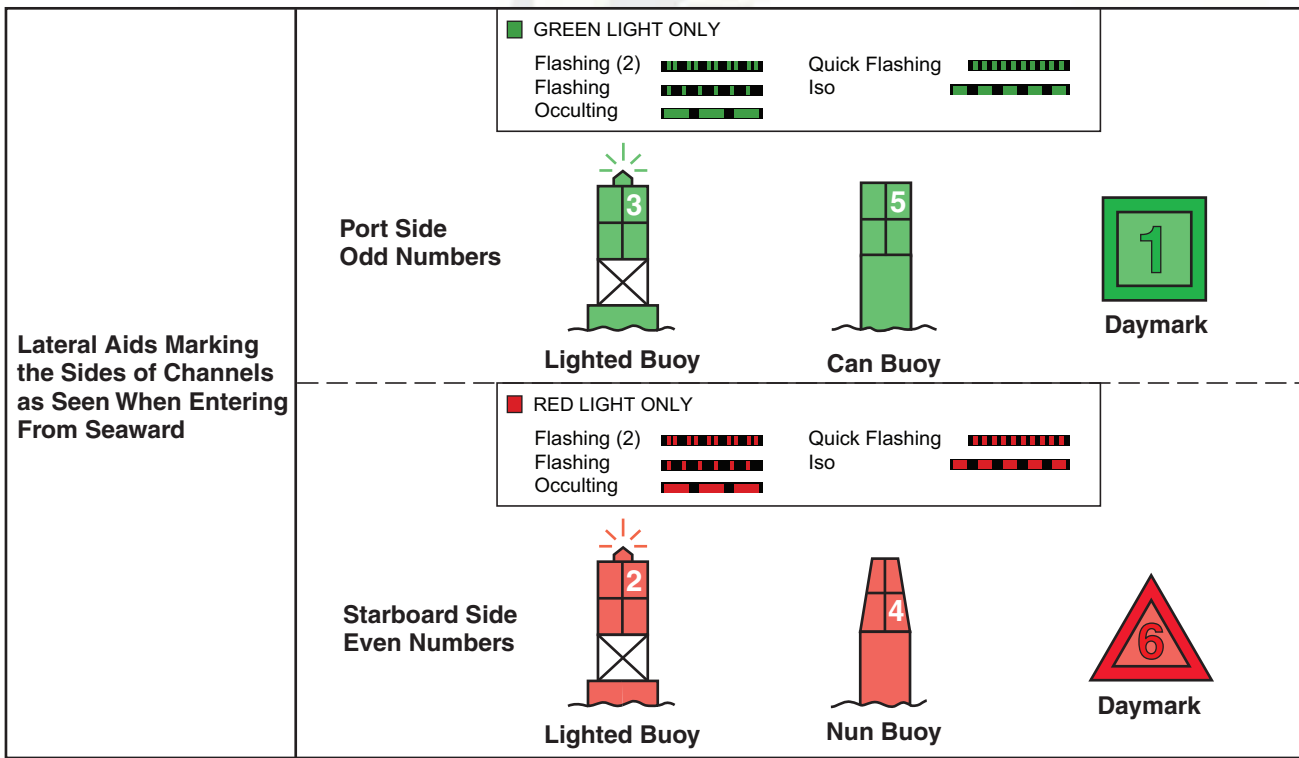 Lateral Aids Marking
the Sides of Channels
as Seen When Entering
From Seaward
GREEN LIGHT ONLY
Flashing (2)
Quick Flashing
Flashing
Iso
Occulting
Port Side
Odd Numbers
3
5
1
Lighted Buoy
Can Buoy
Daymark
RED LIGHT ONLY
Flashing (2)
Quick Flashing
Flashing
Iso
Occulting
Starboard Side
Even Numbers
2
4
6
Lighted Buoy
Nun Buoy
Daymark